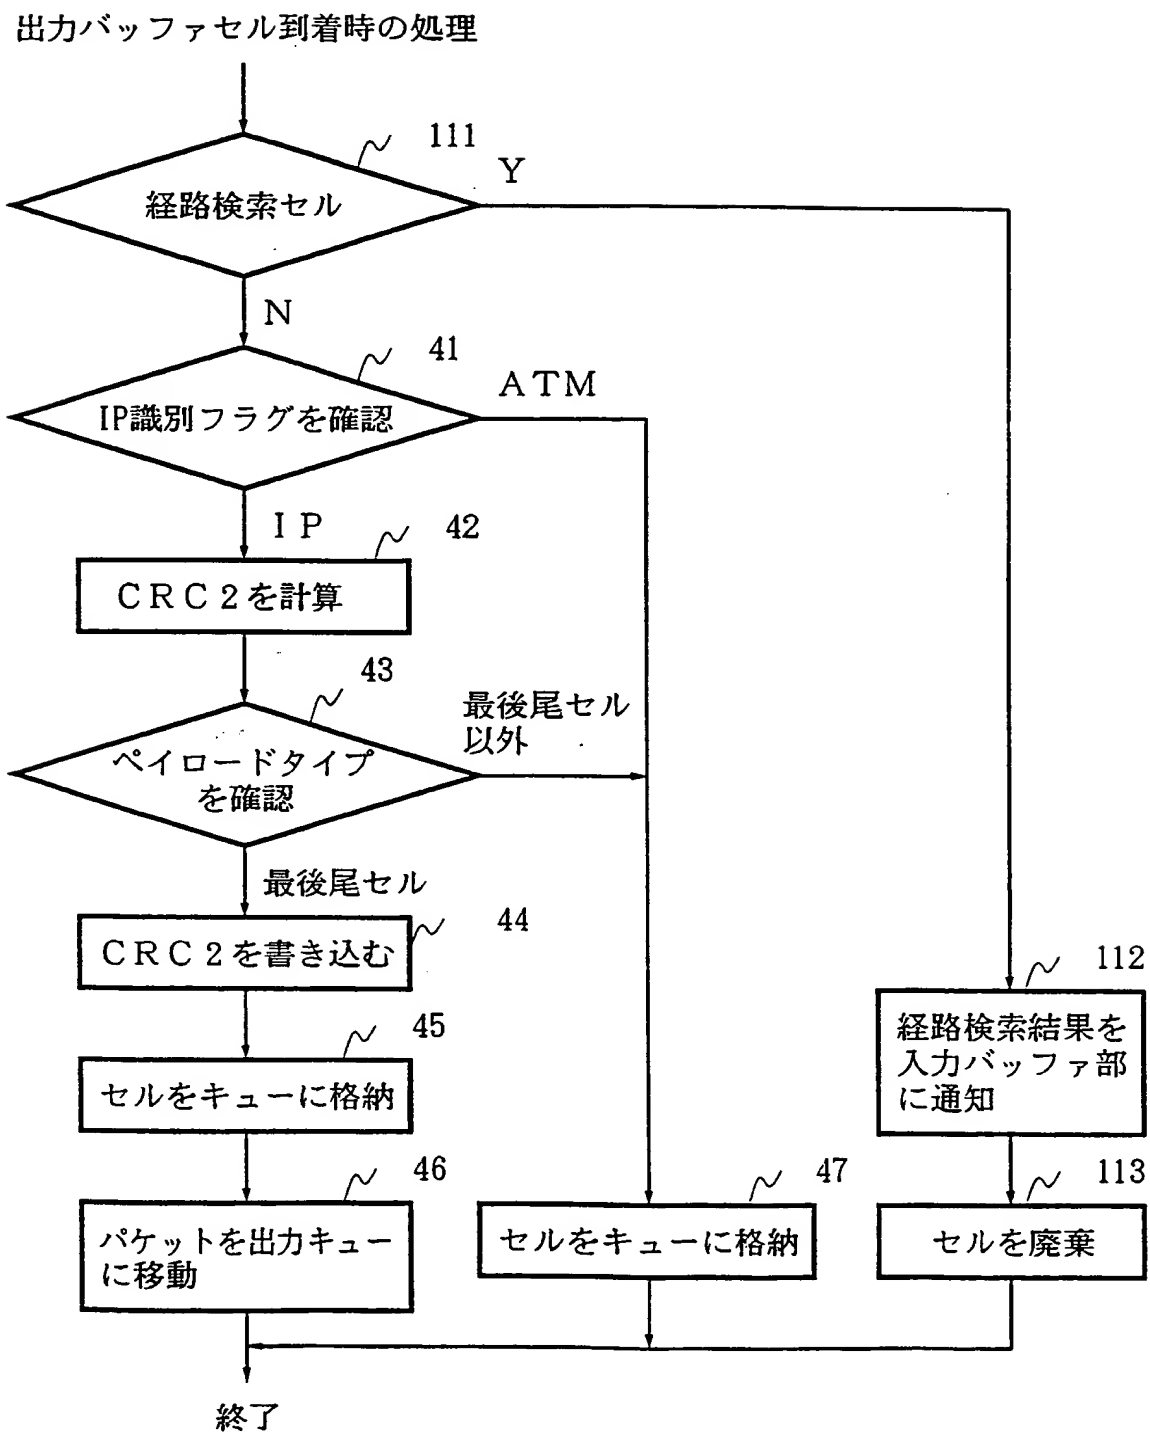 出力バッファセル到着時の処理
111
Y
経路検索セル
N
41
ATM
IP識別フラグを確認
IP
42
CRC2を計算
43
最後尾セル
以外
ペイロードタイプ
を確認
最後尾セル
44
CRC2を書き込む
112
経路検索結果を
入力バッファ部
に通知
45
セルをキューに格納
46
パケットを出力キュー
に移動
47
セルをキューに格納
113
セルを廃棄
終了